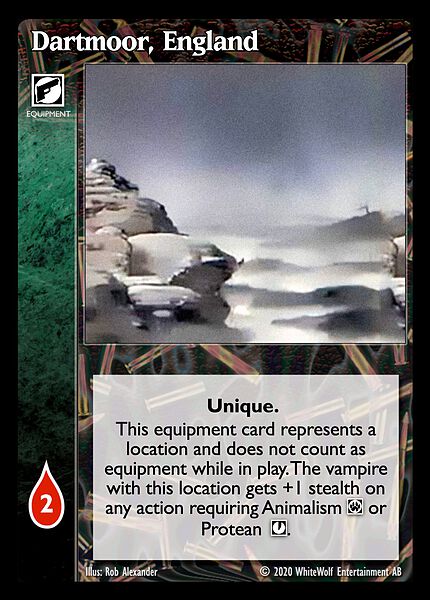 Dartmoor, England
EQUIPMENT
Unique.
This equipment card represents a
location and does not count as
equipment while in play. The vampire
with this location gets +1 stealth on
any action requiring Animalism or
Protean .
2
Illus: Rob Alexander
© 2020 WhiteWolf Entertainment AB